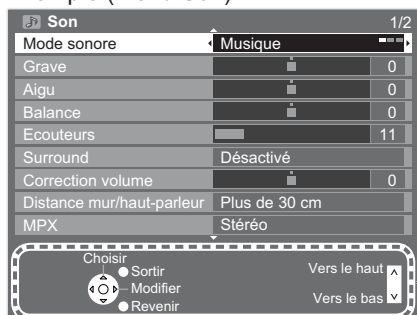 Son 1/2
Mode sonore Musique
Grave 0
Aigu 0
Balance 0
Ecouteurs 11
Surround Désactivé
Correction volume 0
Distance mur/haut-parleur Plus de 30 cm
MPX Stéréo
Choisir
Sortir
Modifier
Revenir
Vers le haut
Vers le bas